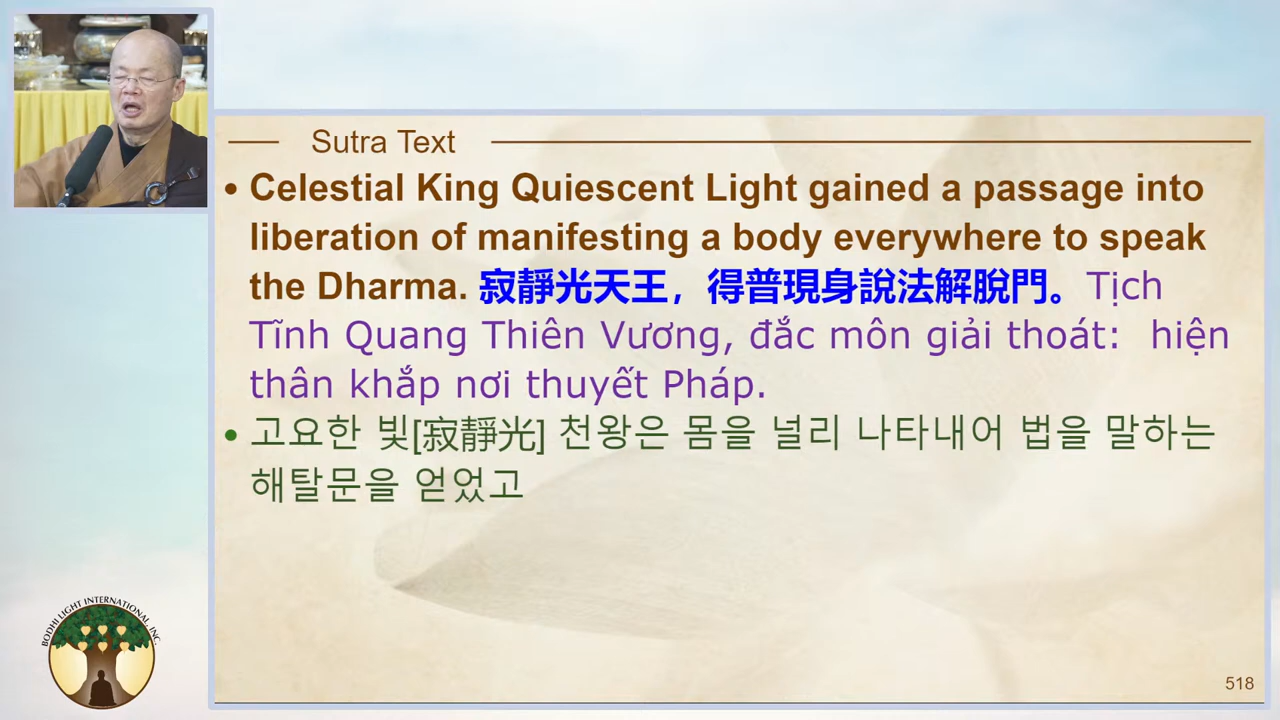 Sutra Text
• Celestial King Quiescent Light gained a passage into
liberation of manifesting a body everywhere to speak
the Dharma. 寂靜光天王，得普現身說法解脫門。Tịch
Tĩnh Quang Thiên Vương, đắc môn giải thoát: hiện
thân khắp nơi thuyết Pháp.
• 고요한 빛[寂靜光] 천왕은 몸을 널리 나타내어 법을 말하는
해탈문을 얻었고
BODHI LIGHT INTERNATIONAL, INC.
518